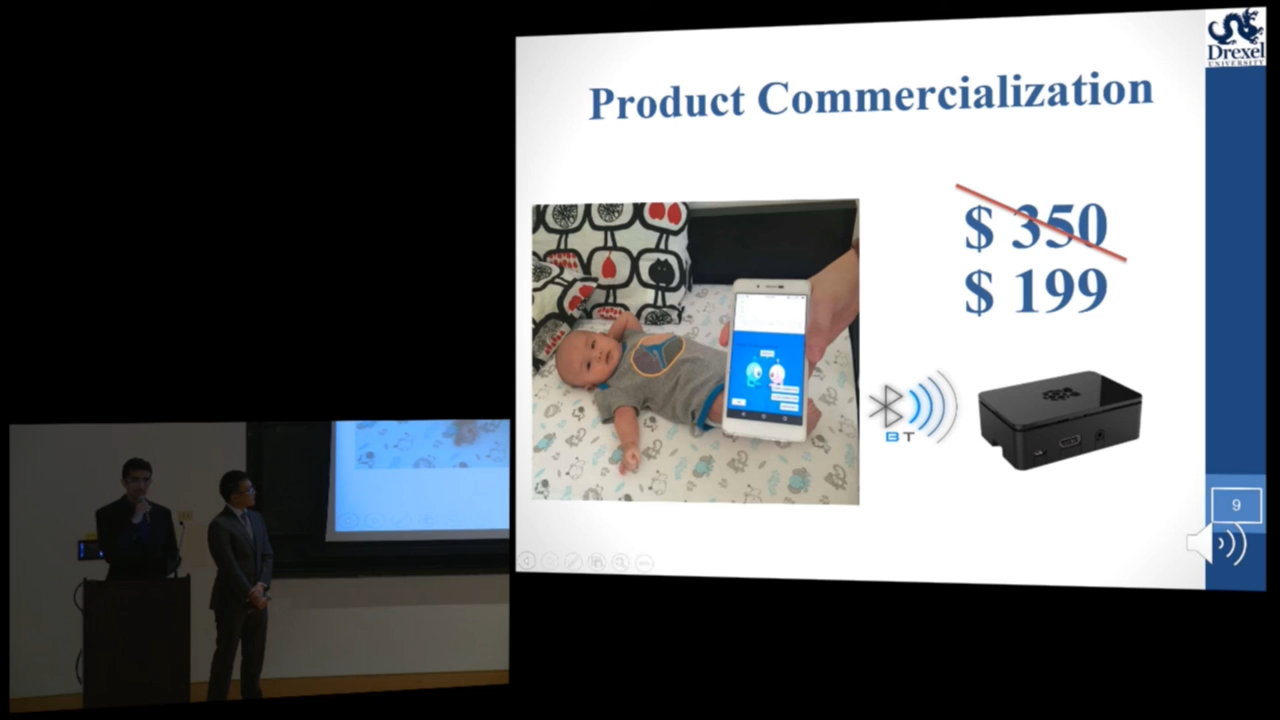 Drexel
UNIVERSITY
Product Commercialization
$ 350
$ 199
BT
9